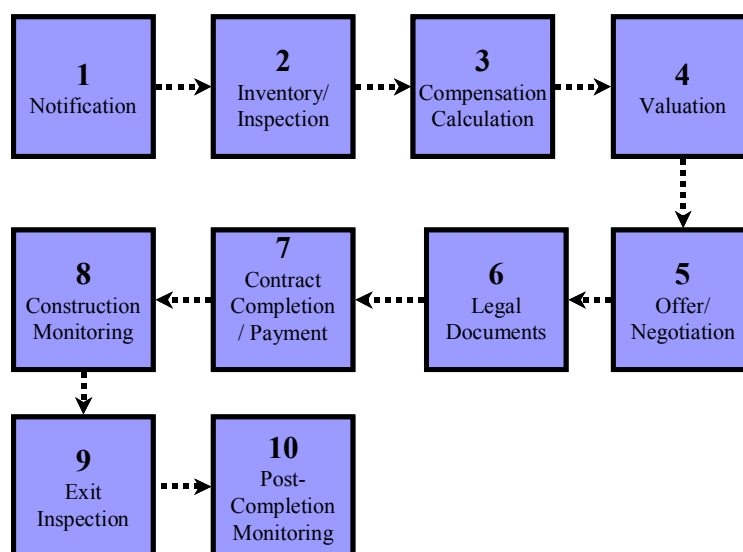 1
Notification
2
Inventory/
Inspection
3
Compensation
Calculation
4
Valuation
5
Offer/
Negotiation
6
Legal
Documents
7
Contract
Completion
/ Payment
8
Construction
Monitoring
9
Exit
Inspection
10
Post-
Completion
Monitoring